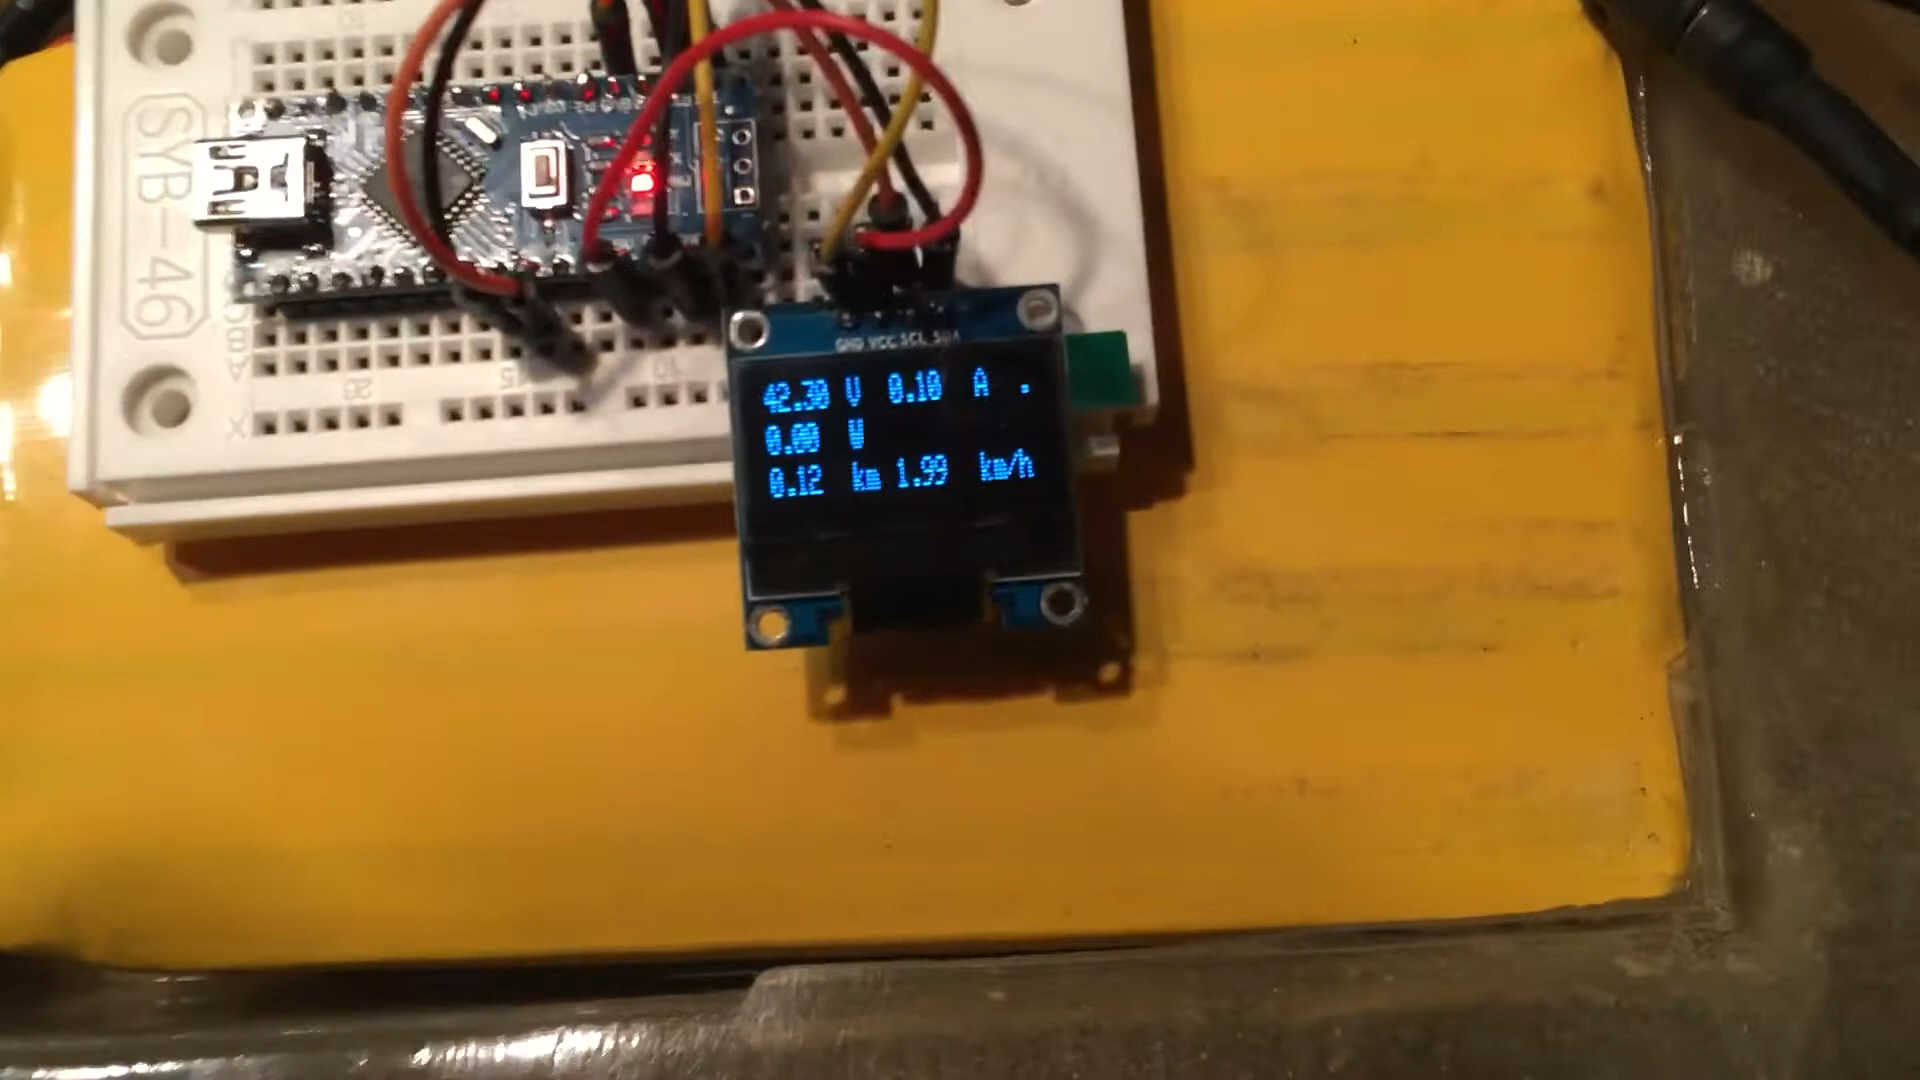 SYB-46
GND VCC SCL SDA
42.30 V 0.10 A .
0.00 W
0.12 km 1.99 km/h